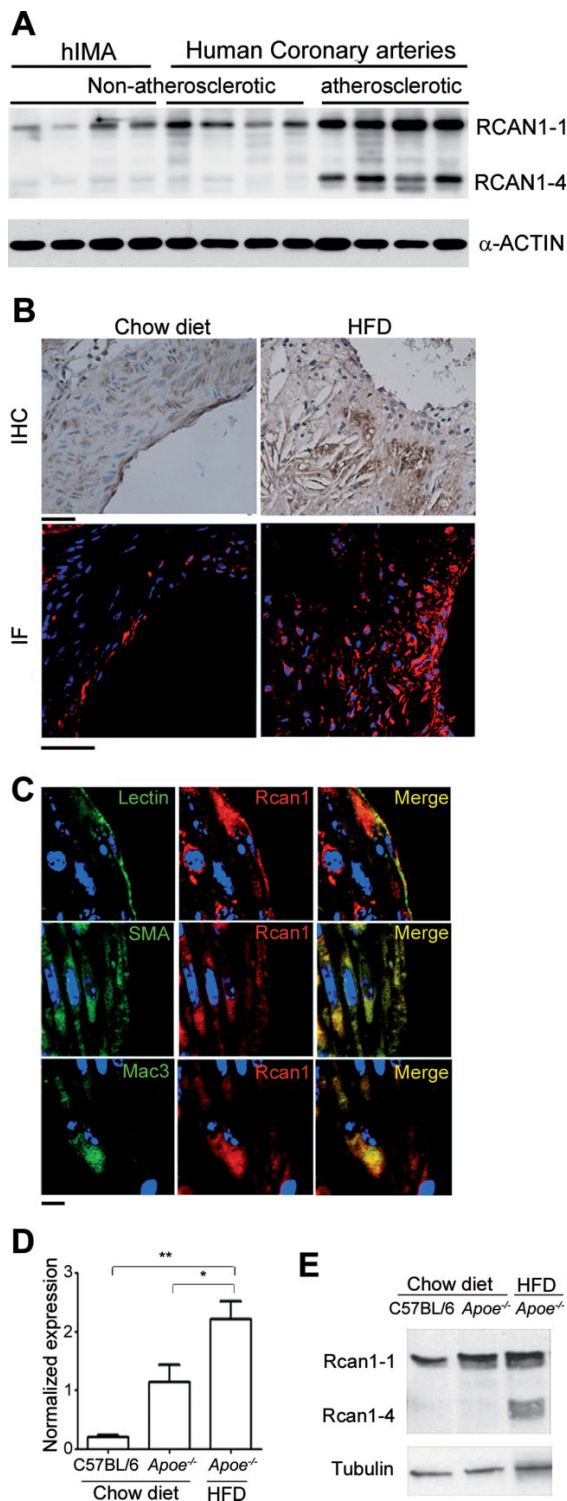 A
hIMA Human Coronary arteries
Non-atherosclerotic atherosclerotic
RCAN1-1
RCAN1-4
α-ACTIN
B
Chow diet HFD
IHC
IF
C
Lectin Rcan1 Merge
SMA Rcan1 Merge
Mac3 Rcan1 Merge
D
**
*
Normalized expression
3
2
1
0
C57BL/6 Apoe-/- Apoe-/-
Chow diet HFD
E
Chow diet HFD
C57BL/6 Apoe-/- Apoe-/-
Rcan1-1
Rcan1-4
Tubulin